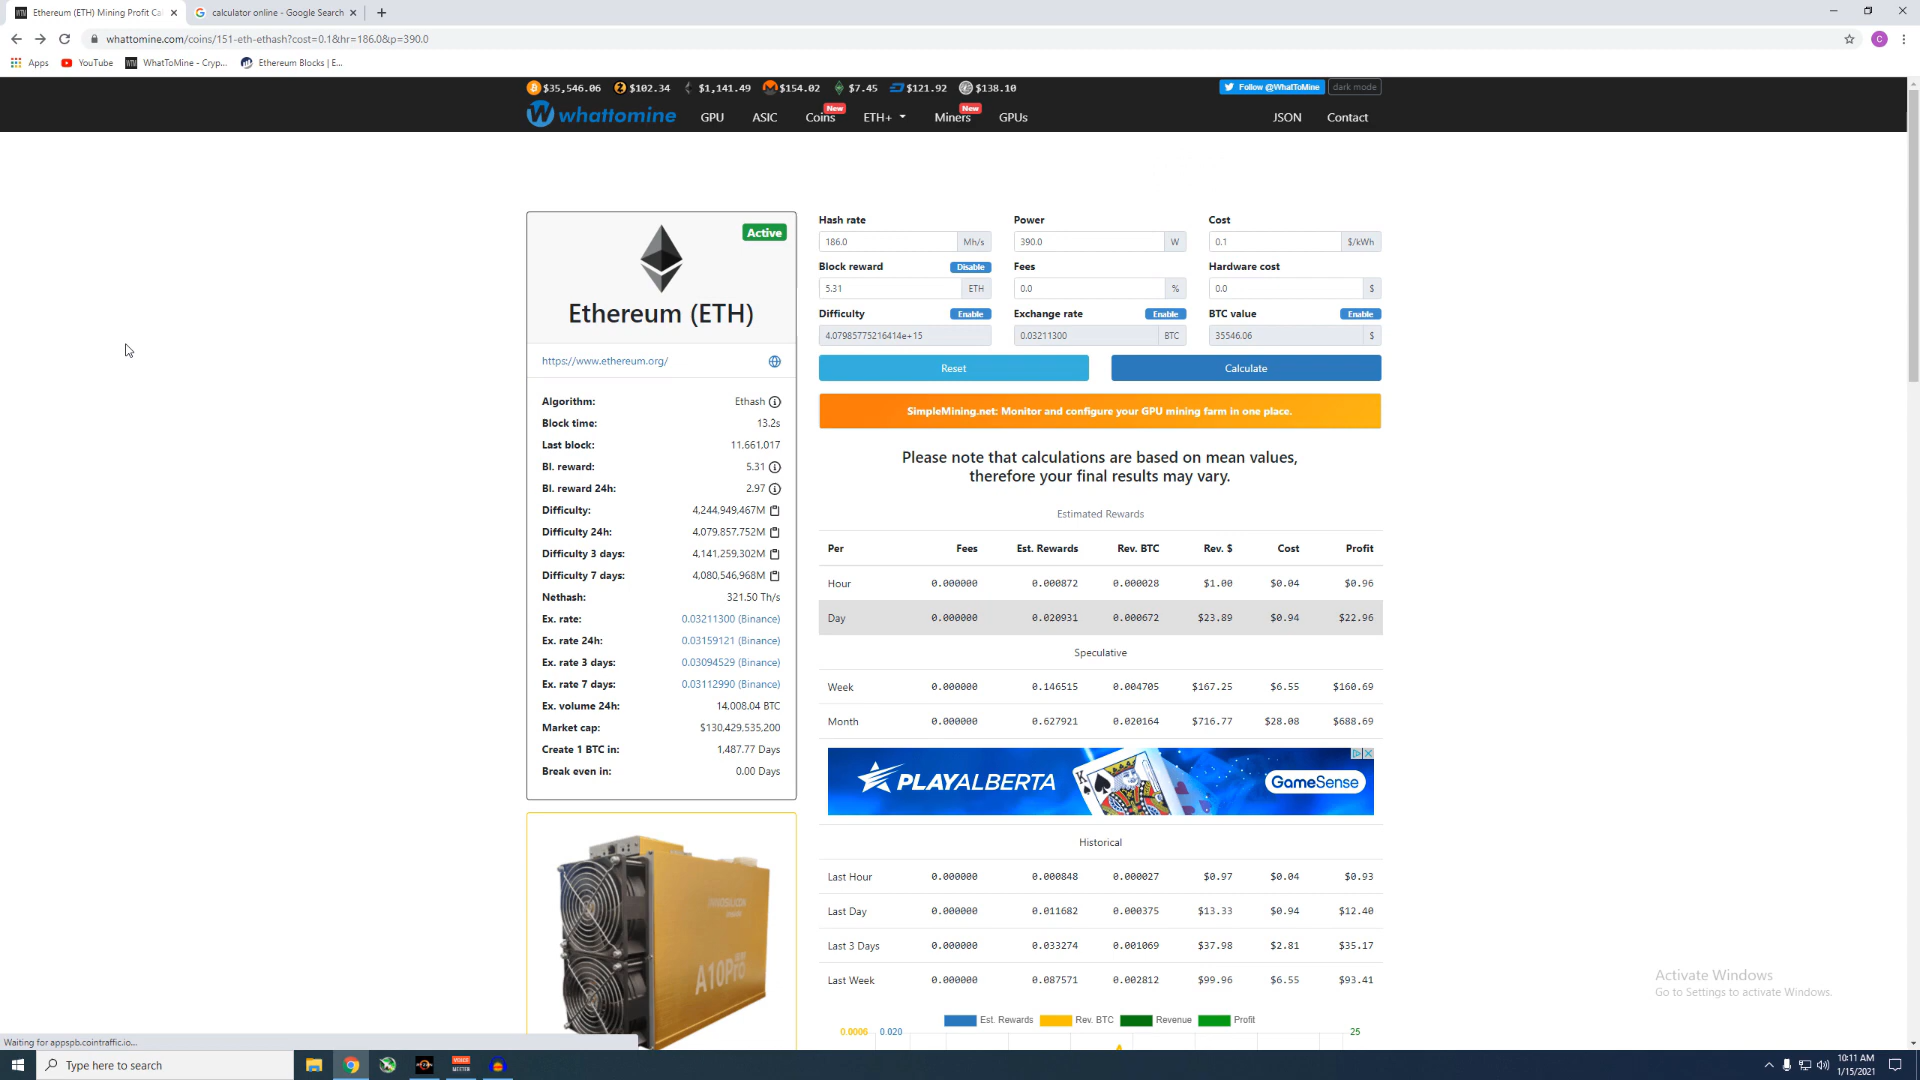 Ethereum (ETH) Mining Profit Ca
calculator online - Google Search
whattomine.com/coins/151-eth-ethash?cost=0.1&hr=186.0&p=390.0
C
Apps
YouTube
WhatToMine - Cryp...
Ethereum Blocks | E...
$35,546.06 $102.34 $1,141.49 $154.02 $7.45 $121.92 $138.10
Follow @WhatToMine
dark mode
whattomine
GPU
ASIC
Coins
New
ETH+
Miners
New
GPUs
JSON
Contact
Active
Ethereum (ETH)
https://www.ethereum.org/
Algorithm: Ethash
Block time: 13.2s
Last block: 11,661,017
Bl. reward: 5.31
Bl. reward 24h: 2.97
Difficulty: 4,244,949,467M
Difficulty 24h: 4,079,857,752M
Difficulty 3 days: 4,141,259,302M
Difficulty 7 days: 4,080,546,968M
Nethash: 321.50 Th/s
Ex. rate: 0.03211300 (Binance)
Ex. rate 24h: 0.03159121 (Binance)
Ex. rate 3 days: 0.03094529 (Binance)
Ex. rate 7 days: 0.03112990 (Binance)
Ex. volume 24h: 14,008.04 BTC
Market cap: $130,429,535,200
Create 1 BTC in: 1,487.77 Days
Break even in: 0.00 Days
A10Pro
Hash rate Power Cost
186.0 Mh/s 390.0 W 0.1 $/kWh
Block reward Disable Fees Hardware cost
5.31 ETH 0.0 % 0.0 $
Difficulty Enable Exchange rate Enable BTC value Enable
4.07985775216414e+15 0.03211300 BTC 35546.06 $
Reset Calculate
SimpleMining.net: Monitor and configure your GPU mining farm in one place.
Please note that calculations are based on mean values,
therefore your final results may vary.
Estimated Rewards
Per Fees Est. Rewards Rev. BTC Rev. $ Cost Profit
Hour 0.000000 0.000872 0.000028 $1.00 $0.04 $0.96
Day 0.000000 0.020931 0.000672 $23.89 $0.94 $22.96
Speculative
Week 0.000000 0.146515 0.004705 $167.25 $6.55 $160.69
Month 0.000000 0.627921 0.020164 $716.77 $28.08 $688.69
PLAYALBERTA
K
GameSense
Historical
Last Hour 0.000000 0.000848 0.000027 $0.97 $0.04 $0.93
Last Day 0.000000 0.011682 0.000375 $13.33 $0.94 $12.40
Last 3 Days 0.000000 0.033274 0.001069 $37.98 $2.81 $35.17
Last Week 0.000000 0.087571 0.002812 $99.96 $6.55 $93.41
Est. Rewards Rev. BTC Revenue Profit
0.0006 0.020 25
Activate Windows
Go to Settings to activate Windows.
Waiting for appspb.cointraffic.io...
Type here to search
10:11 AM
1/15/2021